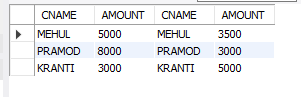 CNAME AMOUNT CNAME AMOUNT
MEHUL 5000 MEHUL 3500
PRAMOD 8000 PRAMOD 3000
KRANTI 3000 KRANTI 5000